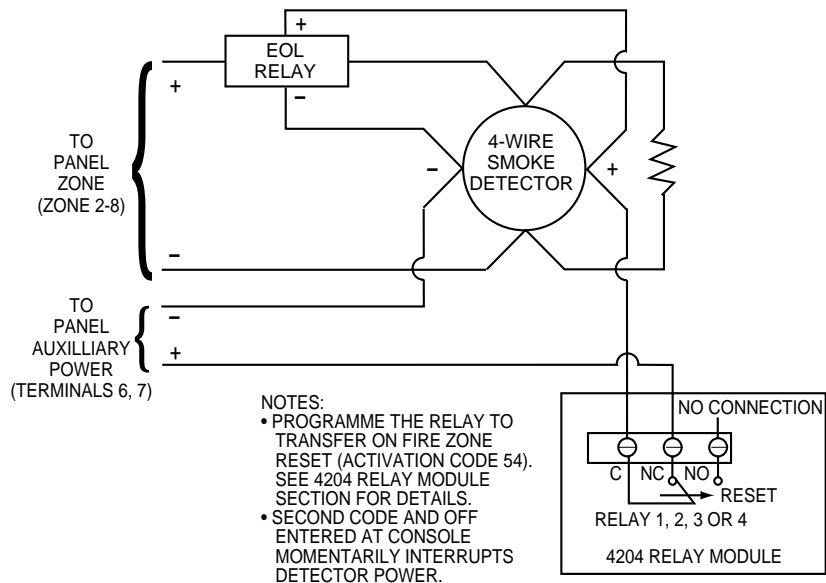 +
EOL
RELAY
+
−
TO
PANEL
ZONE
(ZONE 2-8)
4-WIRE
SMOKE
DETECTOR
−
+
−
TO
PANEL
AUXILLIARY
POWER
(TERMINALS 6, 7)
−
+
NOTES:
• PROGRAMME THE RELAY TO
TRANSFER ON FIRE ZONE
RESET (ACTIVATION CODE 54).
SEE 4204 RELAY MODULE
SECTION FOR DETAILS.
• SECOND CODE AND OFF
ENTERED AT CONSOLE
MOMENTARILY INTERRUPTS
DETECTOR POWER.
NO CONNECTION
C NC NO
RESET
RELAY 1, 2, 3 OR 4
4204 RELAY MODULE